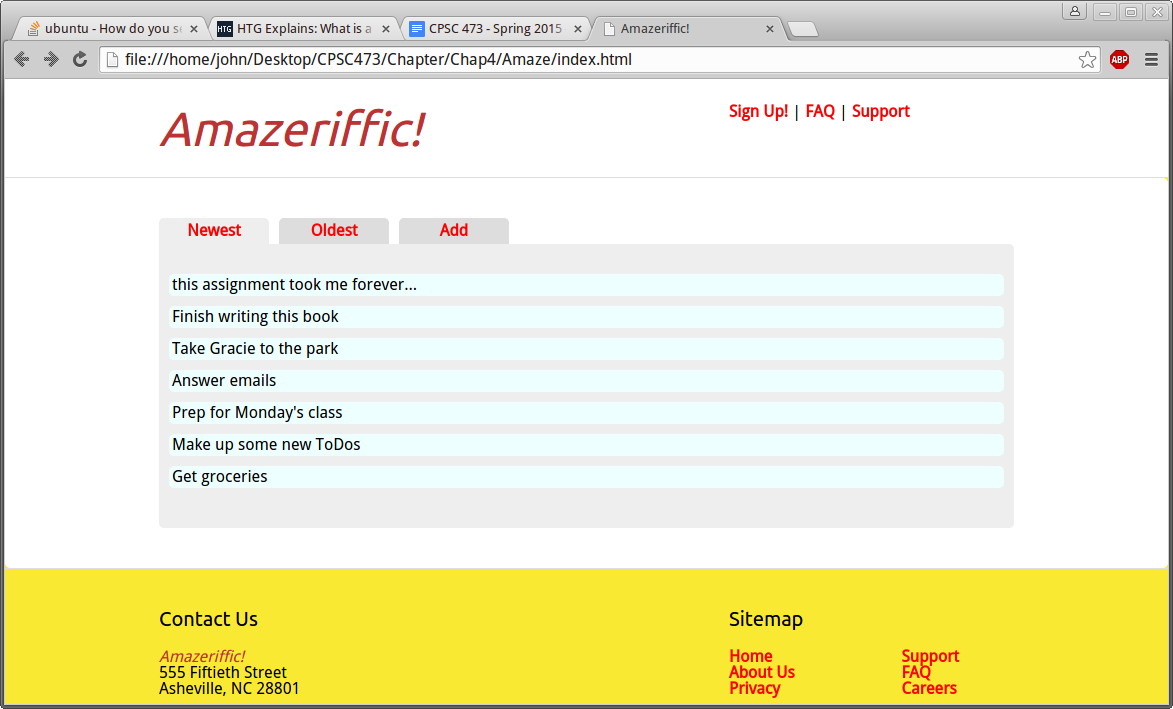 ubuntu - How do you s
HTG HTG Explains: What is a
CPSC 473 - Spring 2015
Amazeriffic!
file:///home/john/Desktop/CPSC473/Chapter/Chap4/Amaze/index.html
ABP
Amazeriffic!
Sign Up! | FAQ | Support
Newest Oldest Add
this assignment took me forever...
Finish writing this book
Take Gracie to the park
Answer emails
Prep for Monday's class
Make up some new ToDos
Get groceries
Contact Us
Amazeriffic!
555 Fiftieth Street
Asheville, NC 28801
Sitemap
Home Support
About Us FAQ
Privacy Careers